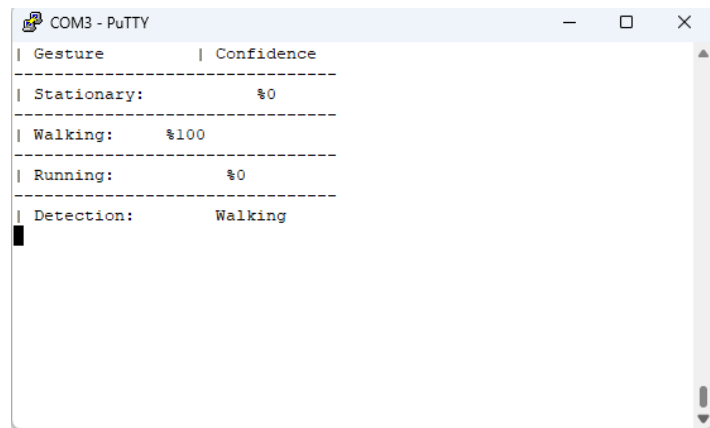 COM3 - PuTTY
| Gesture | Confidence
--------------------------------
| Stationary: %0
--------------------------------
| Walking: %100
--------------------------------
| Running: %0
--------------------------------
| Detection: Walking